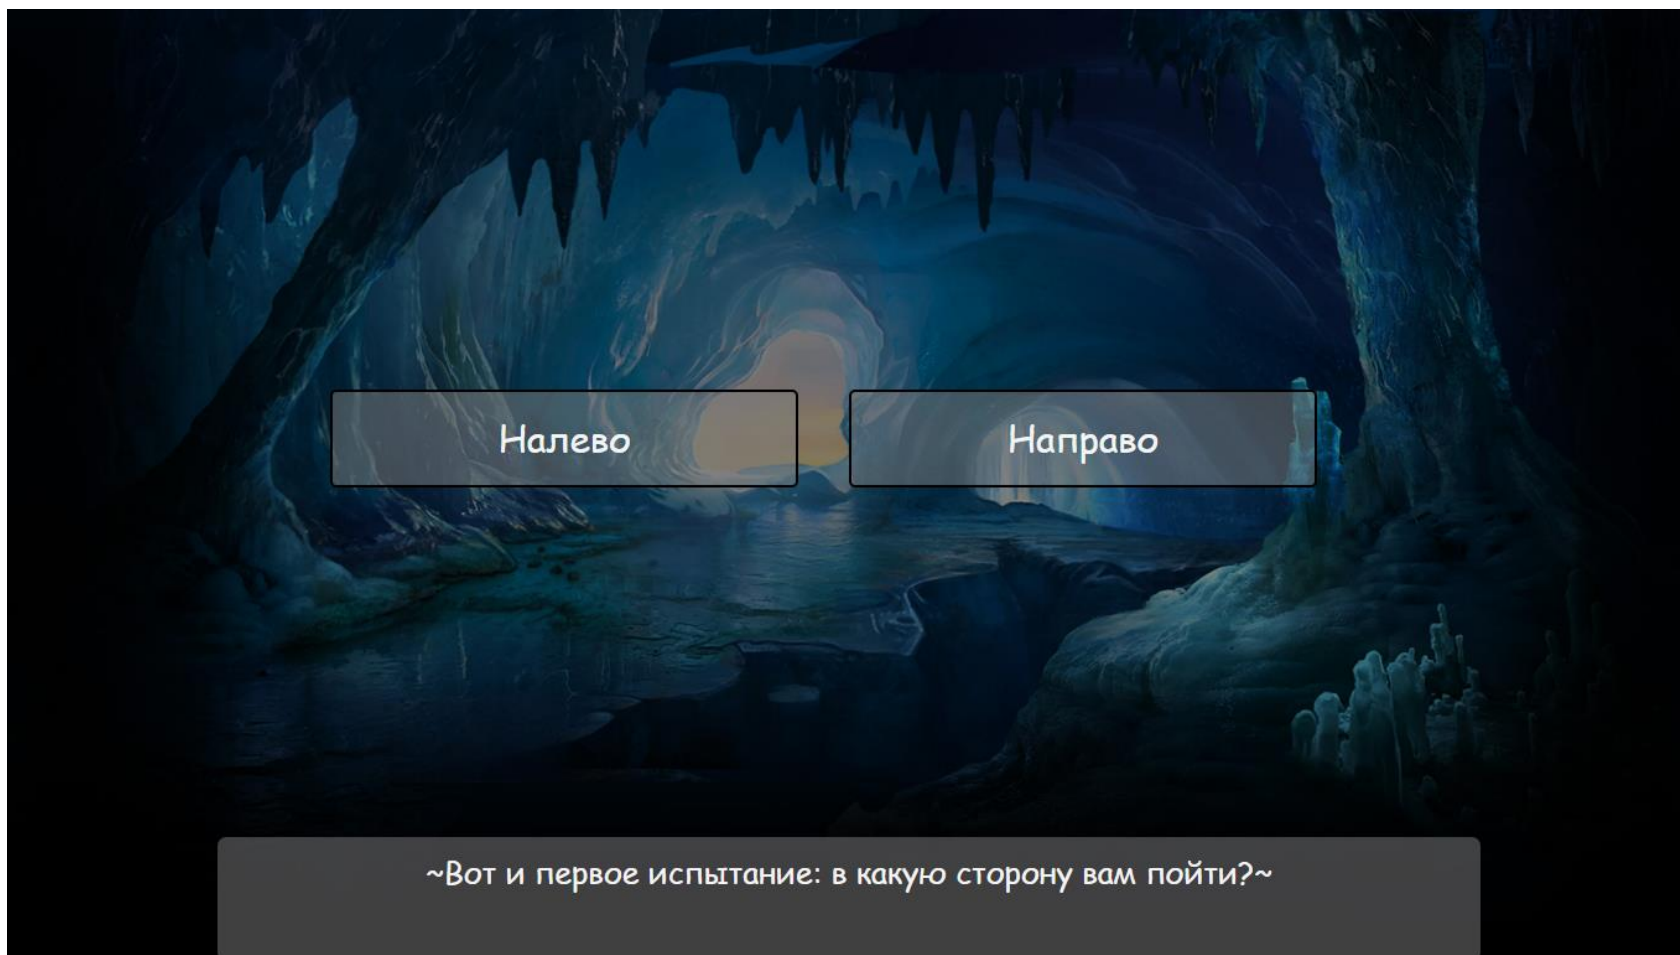 Налево
Направо
~Вот и первое испытание: в какую сторону вам пойти?~